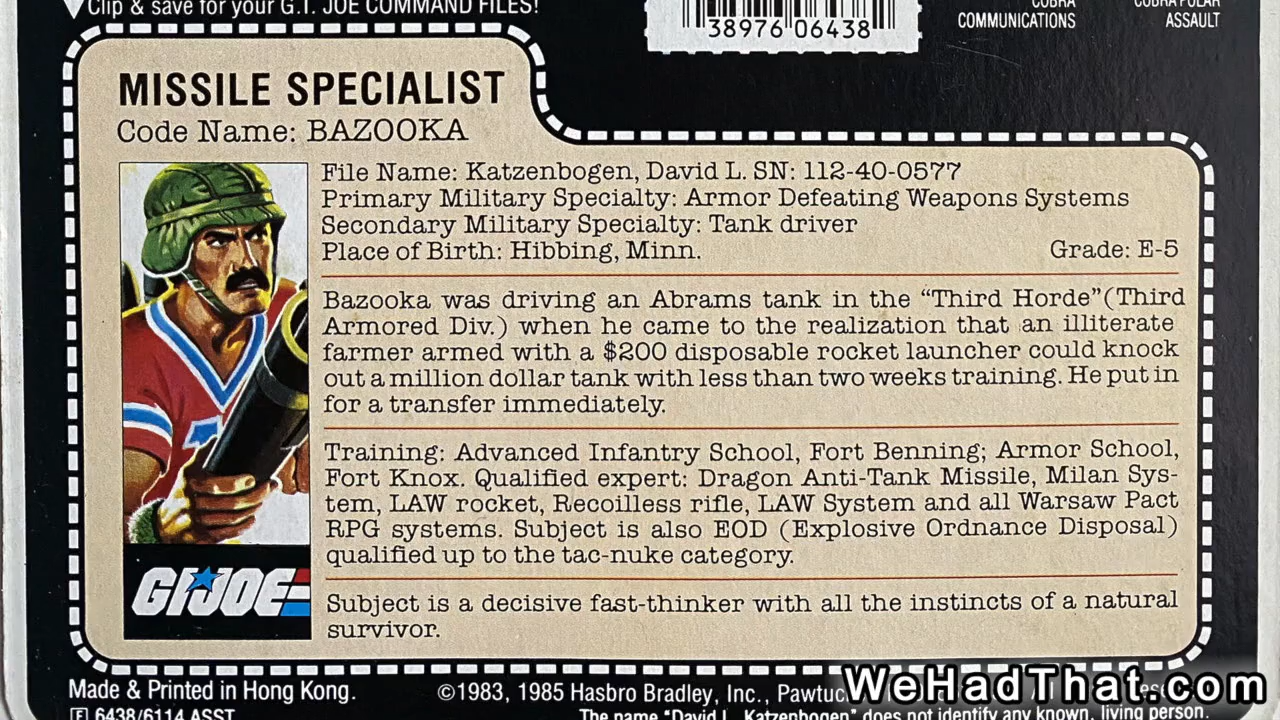 Clip & save for your G.I. JOE COMMAND FILES!
38976 06438
COBRA
COMMUNICATIONS
COBRA POLAR
ASSAULT
MISSILE SPECIALIST
Code Name: BAZOOKA
File Name: Katzenbogen, David L. SN: 112-40-0577
Primary Military Specialty: Armor Defeating Weapons Systems
Secondary Military Specialty: Tank driver
Place of Birth: Hibbing, Minn. Grade: E-5
Bazooka was driving an Abrams tank in the “Third Horde”(Third
Armored Div.) when he came to the realization that an illiterate
farmer armed with a $200 disposable rocket launcher could knock
out a million dollar tank with less than two weeks training. He put in
for a transfer immediately.
Training: Advanced Infantry School, Fort Benning; Armor School,
Fort Knox. Qualified expert: Dragon Anti-Tank Missile, Milan Sys-
tem, LAW rocket, Recoilless rifle, LAW System and all Warsaw Pact
RPG systems. Subject is also EOD (Explosive Ordnance Disposal)
qualified up to the tac-nuke category.
GI JOE
Subject is a decisive fast-thinker with all the instincts of a natural
survivor.
WeHadThat.com
Made & Printed in Hong Kong. ©1983, 1985 Hasbro Bradley, Inc.,
F 6438/6114 ASST. The name “David L. Katzenbogen” does not identify any known, living person.